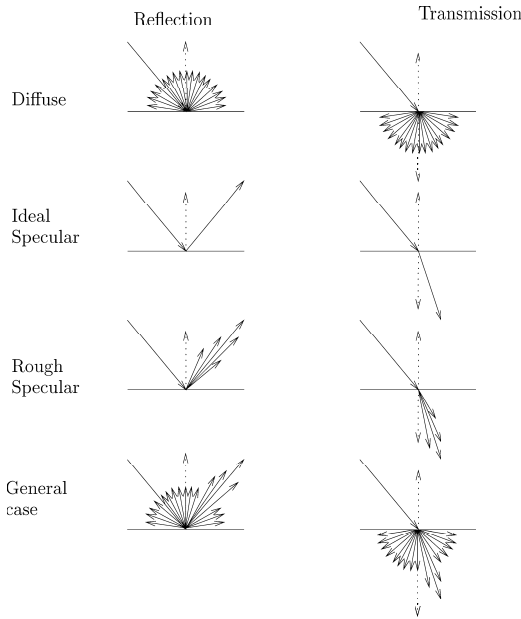 Reflection
Transmission
Diffuse
Ideal
Specular
Rough
Specular
General
case